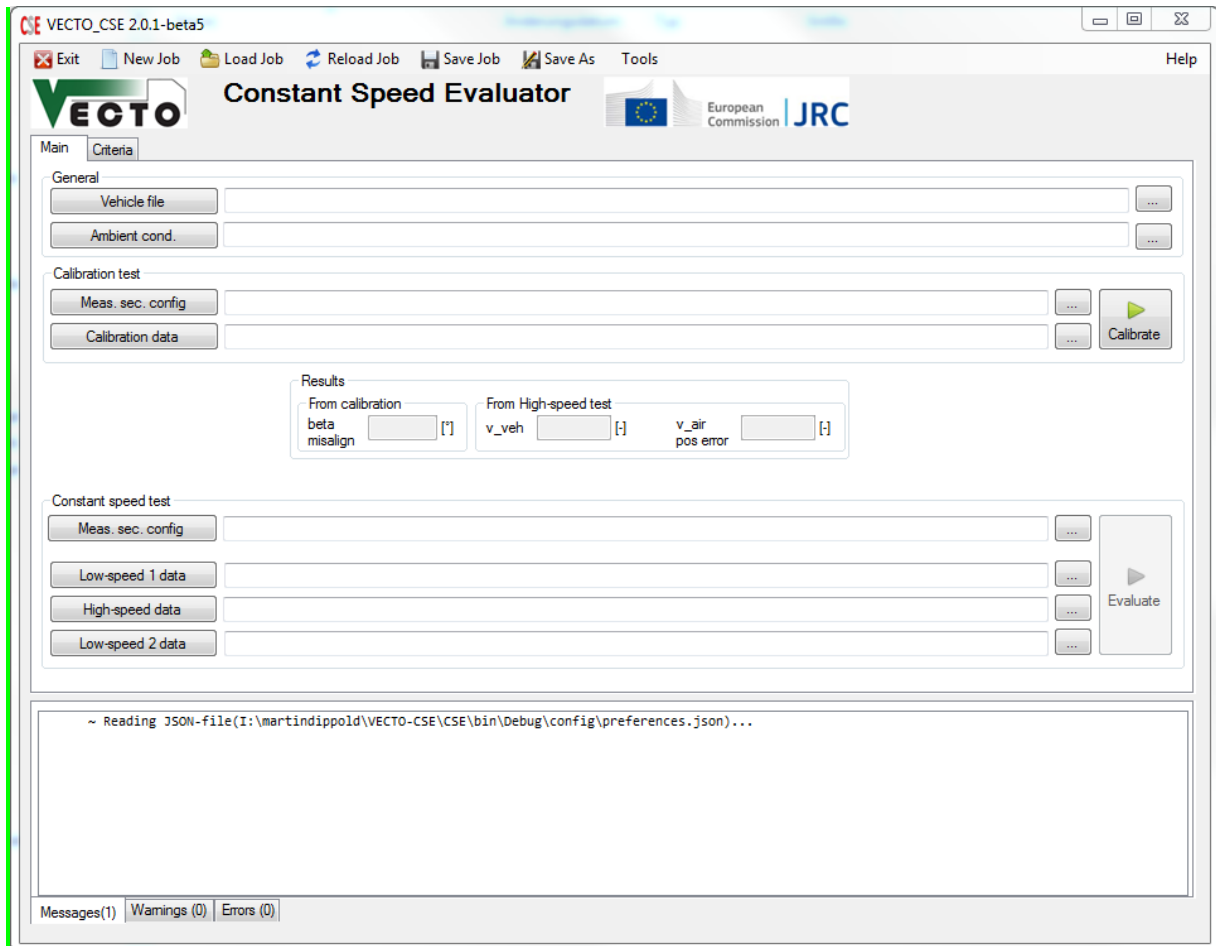 CSE VECTO_CSE 2.0.1-beta5
Exit New Job Load Job Reload Job Save Job Save As Tools Help
VECTO Constant Speed Evaluator European Commission JRC
Main Criteria
General
Vehicle file ...
Ambient cond. ...
Calibration test
Meas. sec. config ...
Calibration data ... Calibrate
Results
From calibration From High-speed test
beta misalign [°] v_veh [-] v_air pos error [-]
Constant speed test
Meas. sec. config ...
Low-speed 1 data ...
High-speed data ... Evaluate
Low-speed 2 data ...
~ Reading JSON-file(I:\martindippold\VECTO-CSE\CSE\bin\Debug\config\preferences.json)...
Messages(1) Warnings (0) Errors (0)